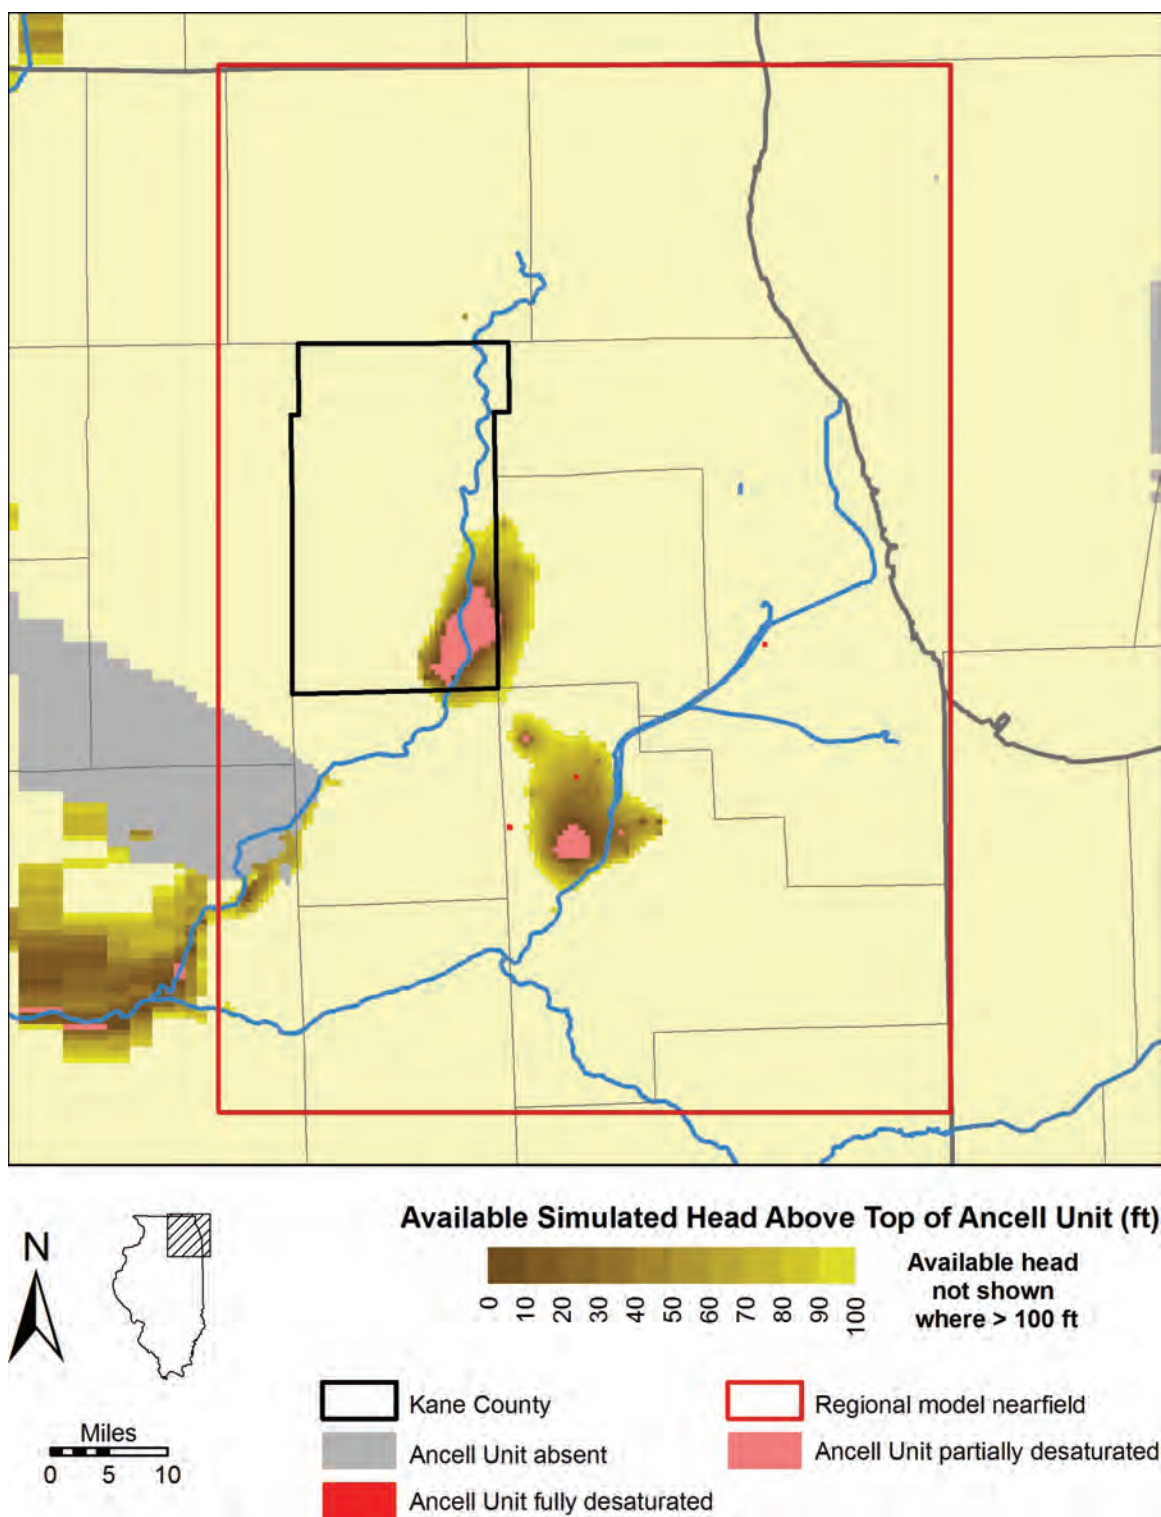 Available Simulated Head Above Top of Ancell Unit (ft)
N
0 10 20 30 40 50 60 70 80 90 100
Available head
not shown
where > 100 ft
Miles
0 5 10
Kane County
Regional model nearfield
Ancell Unit absent
Ancell Unit partially desaturated
Ancell Unit fully desaturated